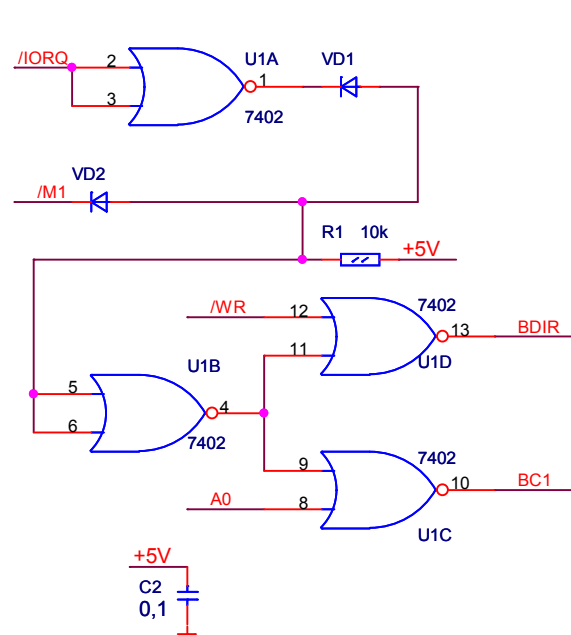 /IORQ
2
3
U1A
1
7402
VD1
VD2
/M1
R1 10k
+5V
/WR
12
11
7402
13
BDIR
U1D
U1B
5
6
4
7402
9
8
A0
7402
10
BC1
U1C
+5V
C2
0,1